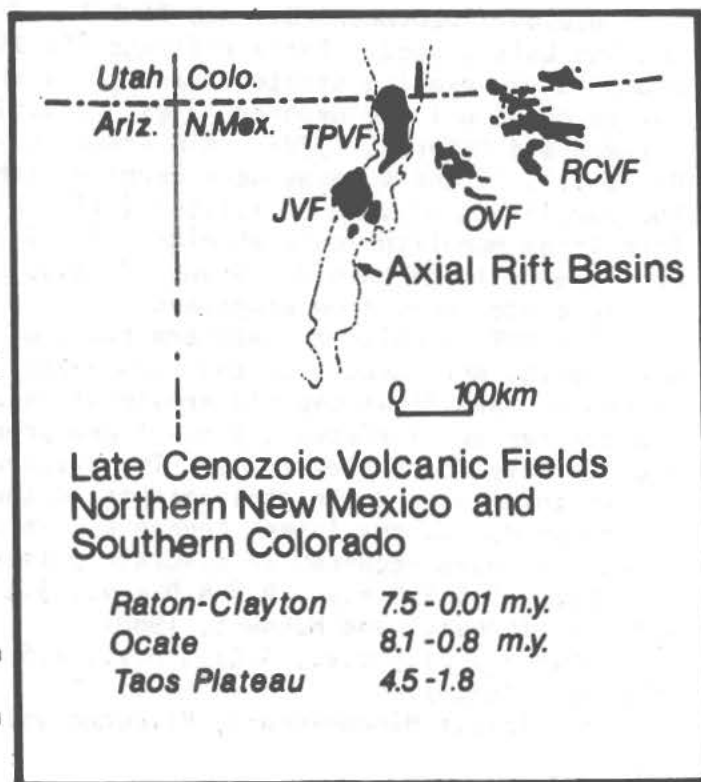 Utah Colo.
Ariz. N.Mex.
TPVF
RCVF
JVF
OVF
Axial Rift Basins
0 100km
Late Cenozoic Volcanic Fields
Northern New Mexico and
Southern Colorado
Raton-Clayton 7.5-0.01 m.y.
Ocate 8.1-0.8 m.y.
Taos Plateau 4.5-1.8